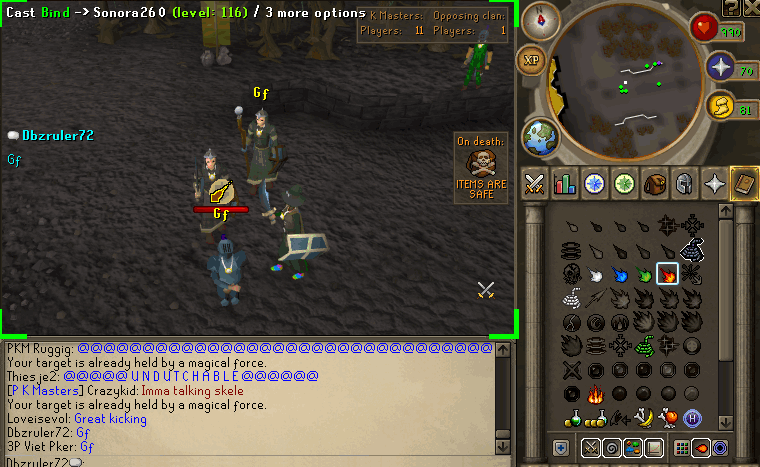 Cast Bind -> Sonora260 (level: 116) / 3 more options
K Masters: Opposing clan:
Players: 11 Players: 1
XP
990
70
81
Gf
Dbzruler72
Gf
On death:
ITEMS ARE
SAFE
Gf
PKM Ruggig: @@@@@@@@@@@@@@@@@@@@@@@@@@@@@@@@
Your target is already held by a magical force.
Thies je2: @@@@@ U N D U T C H A B L E @@@@@@
[P K Masters] Crazykid: Imma talking skele
Your target is already held by a magical force.
Loveisevol: Great kicking
Dbzruler72: Gf
3P Viet Pker: Gf
Dbzruler72:
H